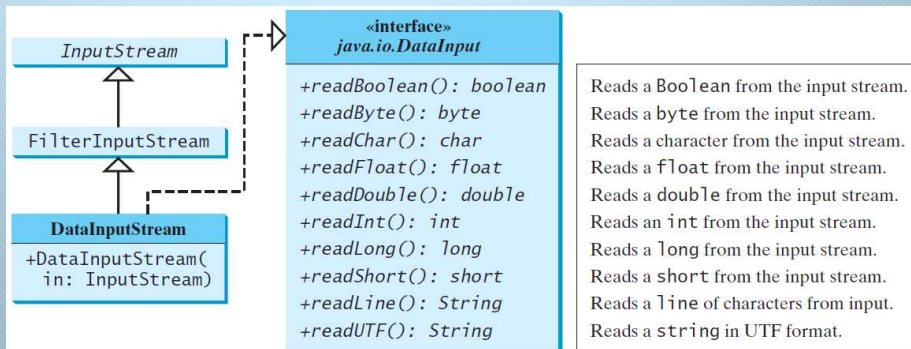 InputStream
FilterInputStream
DataInputStream
+DataInputStream(
in: InputStream)
«interface»
java.io.DataInput
+readBoolean(): boolean
+readByte(): byte
+readChar(): char
+readFloat(): float
+readDouble(): double
+readInt(): int
+readLong(): long
+readShort(): short
+readLine(): String
+readUTF(): String
Reads a Boolean from the input stream.
Reads a byte from the input stream.
Reads a character from the input stream.
Reads a float from the input stream.
Reads a double from the input stream.
Reads an int from the input stream.
Reads a long from the input stream.
Reads a short from the input stream.
Reads a line of characters from input.
Reads a string in UTF format.